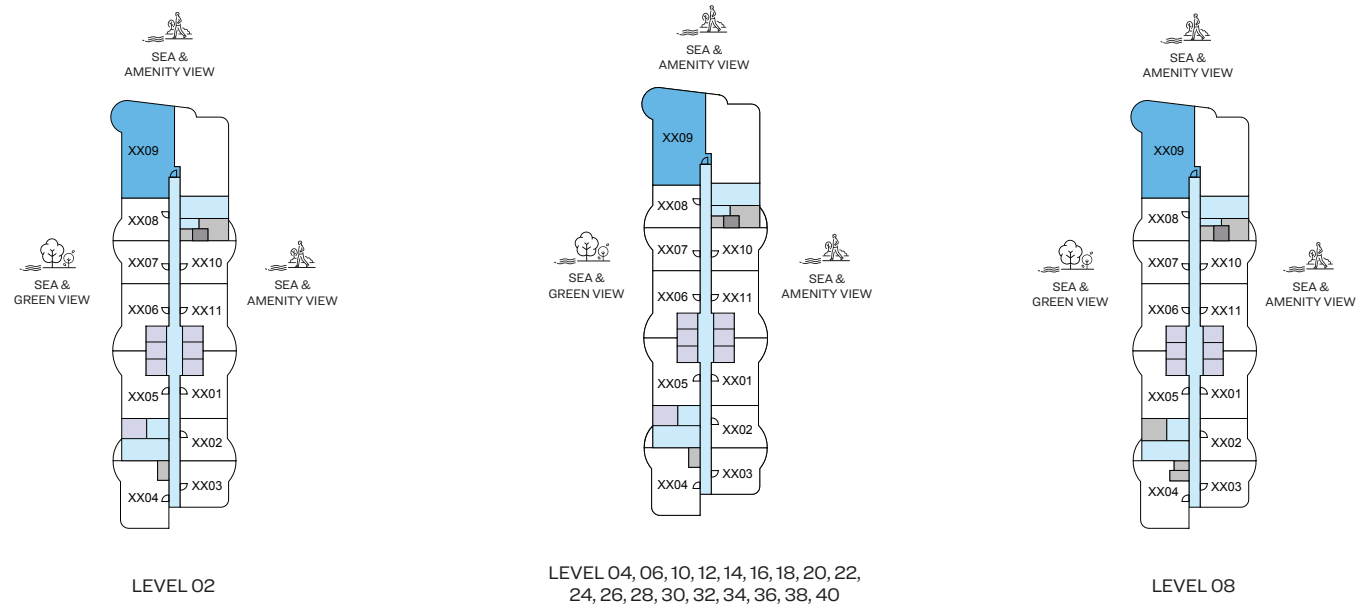 SEA &
AMENITY VIEW
XX09
XX08
XX07
XX10
XX06
XX11
XX05
XX01
XX02
XX04
XX03
SEA &
GREEN VIEW
SEA &
AMENITY VIEW
LEVEL 02
SEA &
AMENITY VIEW
XX09
XX08
XX07
XX10
XX06
XX11
XX05
XX01
XX02
XX04
XX03
SEA &
GREEN VIEW
SEA &
AMENITY VIEW
LEVEL 04, 06, 10, 12, 14, 16, 18, 20, 22,
24, 26, 28, 30, 32, 34, 36, 38, 40
SEA &
AMENITY VIEW
XX09
XX08
XX07
XX10
XX06
XX11
XX05
XX01
XX02
XX04
XX03
SEA &
GREEN VIEW
SEA &
AMENITY VIEW
LEVEL 08